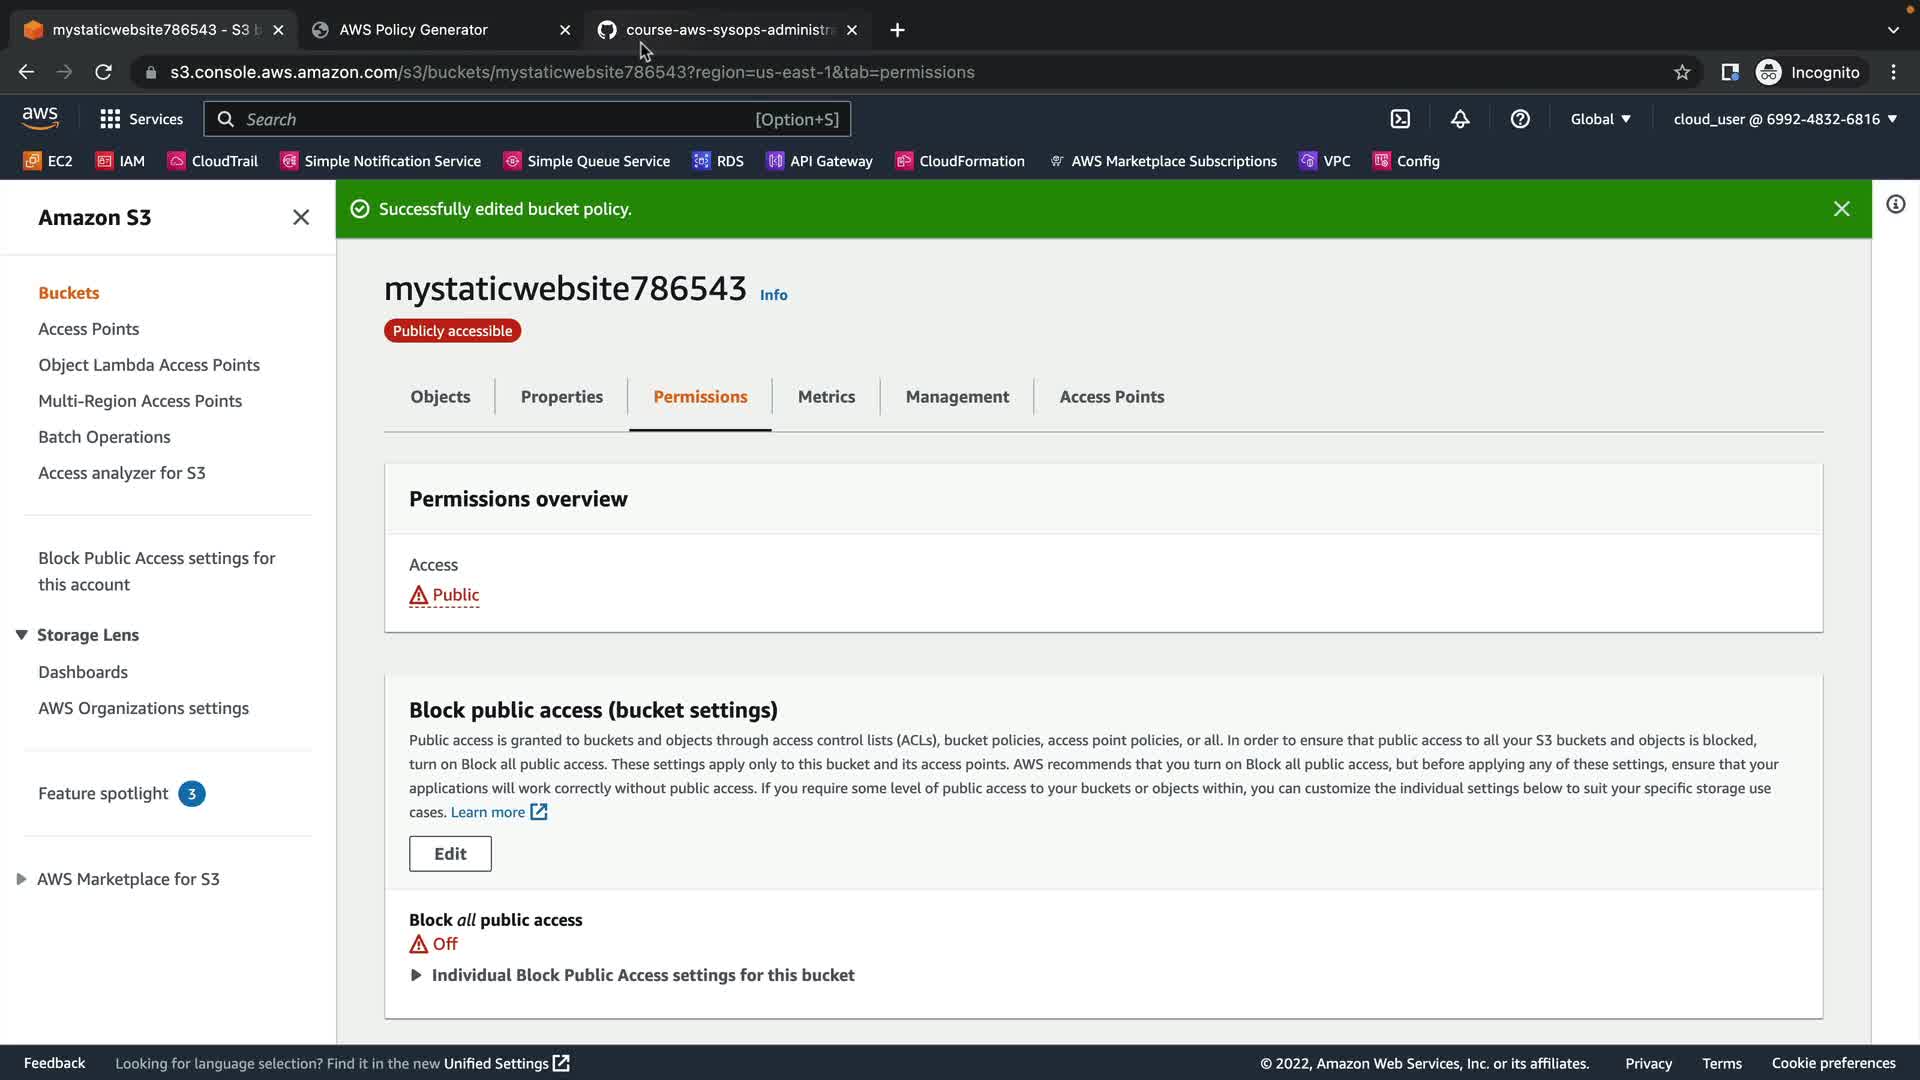 mystaticwebsite786543 - S3 b
AWS Policy Generator
course-aws-sysops-administra
s3.console.aws.amazon.com/s3/buckets/mystaticwebsite786543?region=us-east-1&tab=permissions
Incognito
aws
Services
Search
[Option+S]
Global
cloud_user @ 6992-4832-6816
EC2
IAM
CloudTrail
Simple Notification Service
Simple Queue Service
RDS
API Gateway
CloudFormation
AWS Marketplace Subscriptions
VPC
Config
Amazon S3
Buckets
Access Points
Object Lambda Access Points
Multi-Region Access Points
Batch Operations
Access analyzer for S3
Block Public Access settings for
this account
Storage Lens
Dashboards
AWS Organizations settings
Feature spotlight 3
AWS Marketplace for S3
Successfully edited bucket policy.
mystaticwebsite786543 Info
Publicly accessible
Objects
Properties
Permissions
Metrics
Management
Access Points
Permissions overview
Access
Public
Block public access (bucket settings)
Public access is granted to buckets and objects through access control lists (ACLs), bucket policies, access point policies, or all. In order to ensure that public access to all your S3 buckets and objects is blocked,
turn on Block all public access. These settings apply only to this bucket and its access points. AWS recommends that you turn on Block all public access, but before applying any of these settings, ensure that your
applications will work correctly without public access. If you require some level of public access to your buckets or objects within, you can customize the individual settings below to suit your specific storage use
cases. Learn more
Edit
Block all public access
Off
Individual Block Public Access settings for this bucket
Feedback
Looking for language selection? Find it in the new Unified Settings
© 2022, Amazon Web Services, Inc. or its affiliates.
Privacy
Terms
Cookie preferences